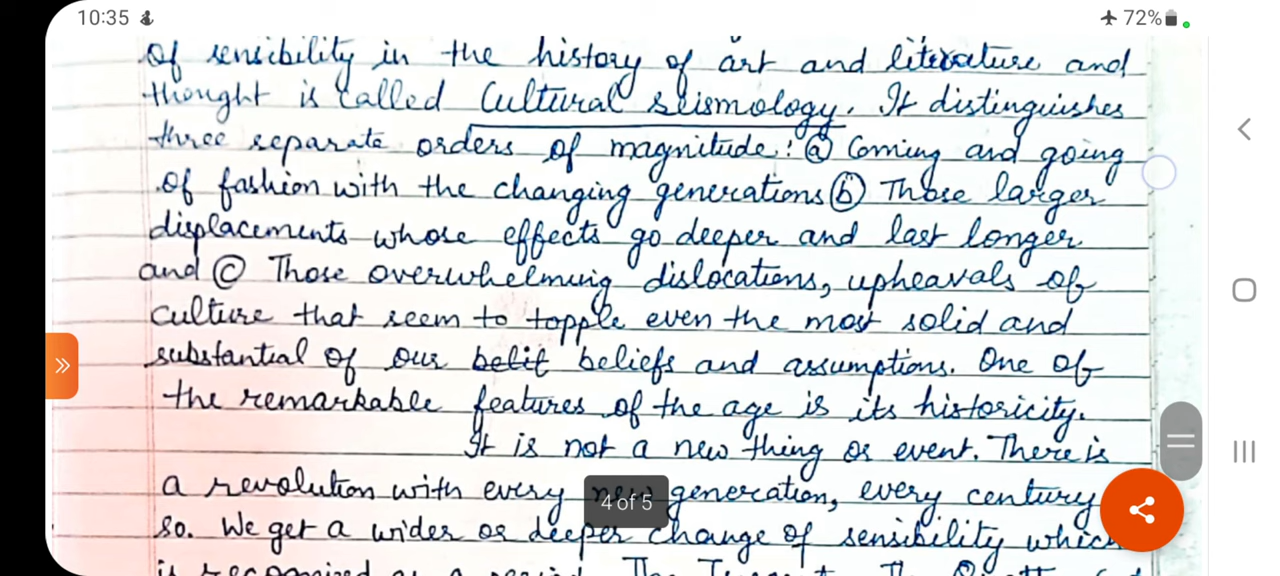 10:35
72%
of sensibility in the history of art and literature and
thought is called Cultural seismology. It distinguishes
three separate orders of magnitude: (a) Coming and going
of fashion with the changing generations (b) Those larger
displacements whose effects go deeper and last longer
and (C) Those overwhelming dislocations, upheavals of
culture that seem to topple even the most solid and
substantial of our belif beliefs and assumptions. One of
the remarkable features of the age is its historicity.
It is not a new thing or event. There is
a revolution with every new generation, every century
4 of 5
so. We get a wider or deeper change of sensibility which
is recognized as a period. The